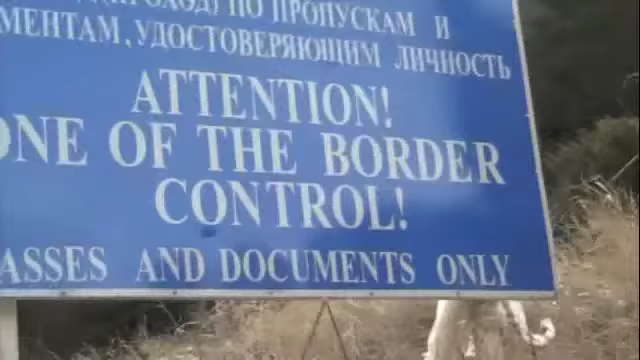 ПО ПРОПУСКАМ И
МЕНТАМ, УДОСТОВЕРЯЮЩИМ ЛИЧНОСТЬ
ATTENTION!
ONE OF THE BORDER
CONTROL!
ASSES AND DOCUMENTS ONLY